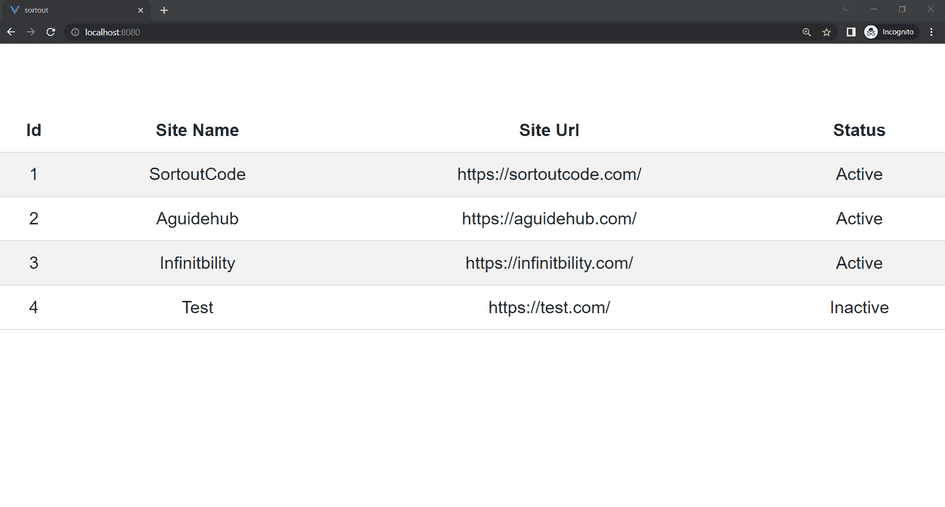 sortout
localhost:8080
Incognito
Id Site Name Site Url Status
1 SortoutCode https://sortoutcode.com/ Active
2 Aguidehub https://aguidehub.com/ Active
3 Infinitbility https://infinitbility.com/ Active
4 Test https://test.com/ Inactive